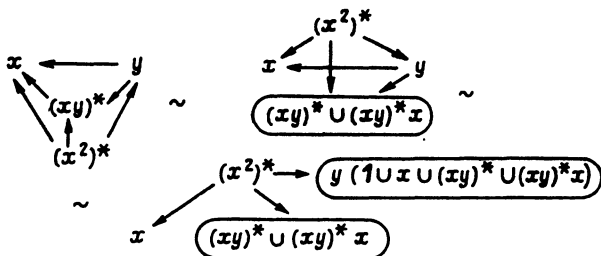 (x²)*
x y x y
(xy)* ~ (xy)* ∪ (xy)* x ~
(x²)*
~ (x²)* y (1 ∪ x ∪ (xy)* ∪ (xy)* x)
x (xy)* ∪ (xy)* x